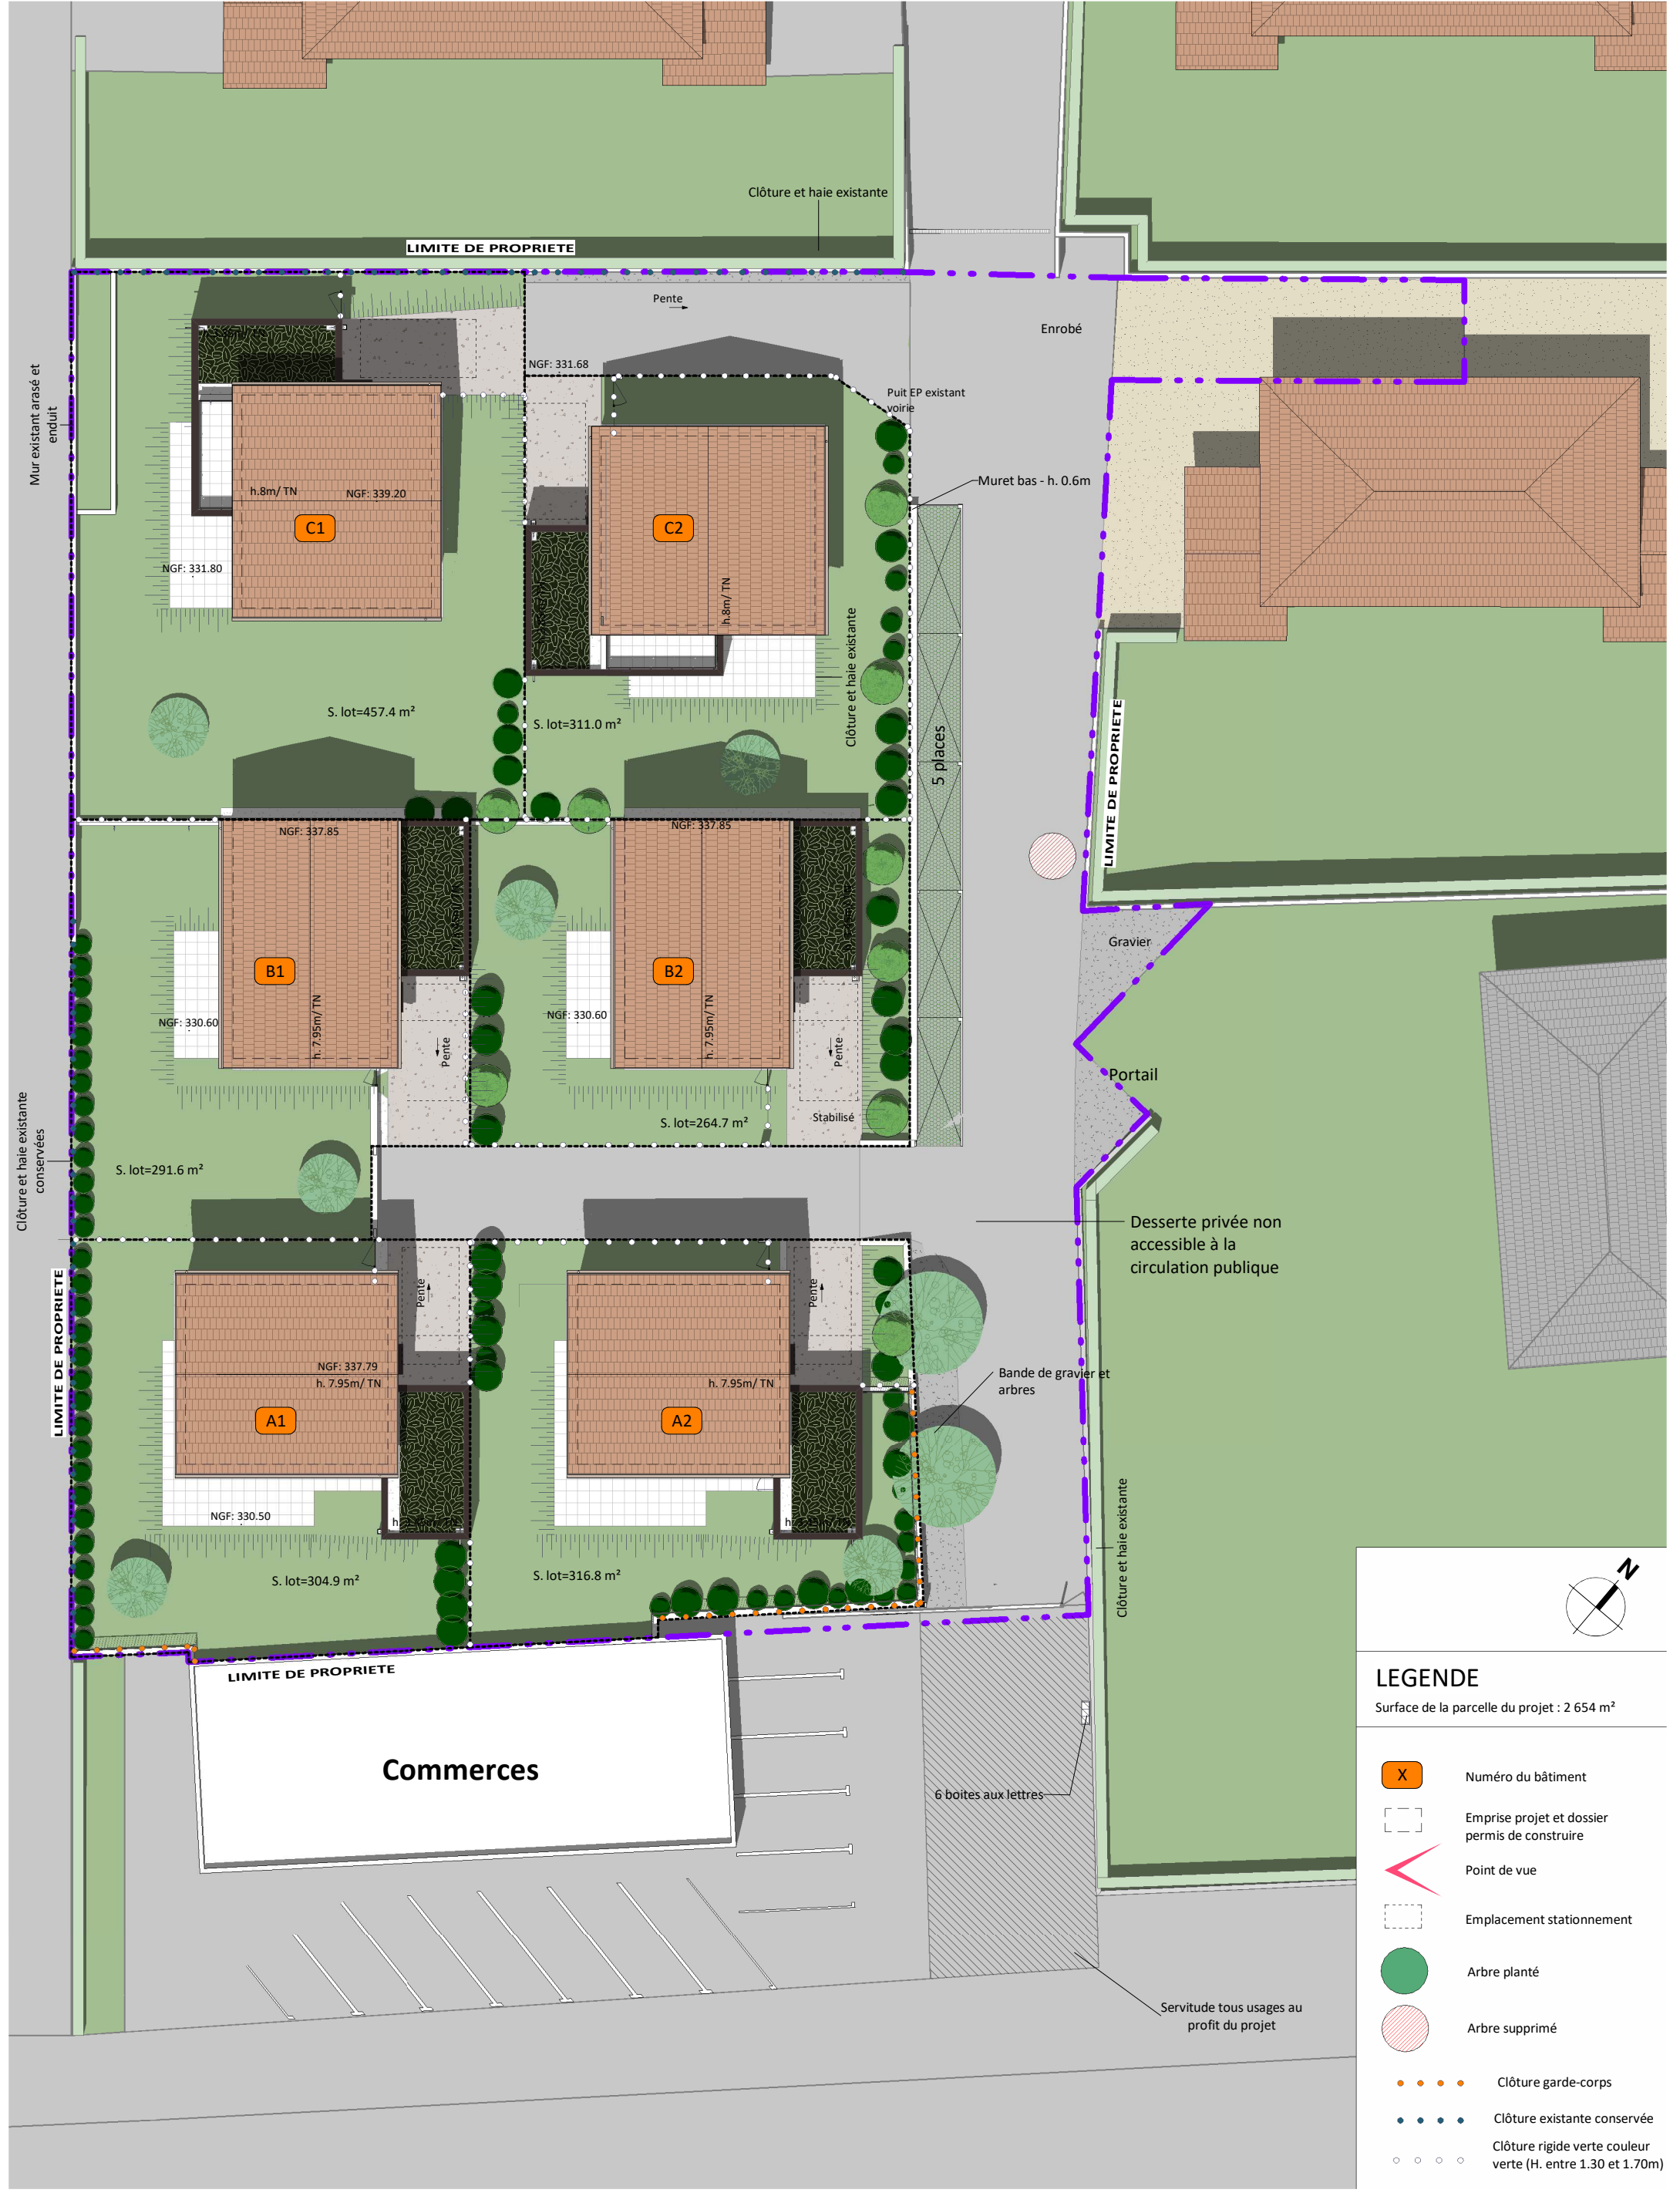 Clôture et haie existante
LIMITE DE PROPRIETE
Pente
Enrobé
NGF: 331.68
Puit EP existant
voirie
Mur existant arasé et
enduit
Muret bas - h. 0.6m
h.8m/ TN
NGF: 339.20
C1
C2
NGF: 331.80
h.8m/ TN
Clôture et haie existante
S. lot=457.4 m²
S. lot=311.0 m²
5 places
LIMITE DE PROPRIETE
NGF: 337.85
NGF: 337.85
Gravier
B1
B2
NGF: 330.60
h. 7.95m/ TN
Pente
NGF: 330.60
h. 7.95m/ TN
Pente
Portail
Stabilisé
S. lot=264.7 m²
Clôture et haie existante
conservées
S. lot=291.6 m²
Desserte privée non
accessible à la
circulation publique
Pente
Pente
LIMITE DE PROPRIETE
NGF: 337.79
h. 7.95m/ TN
h. 7.95m/ TN
Bande de gravier et
arbres
A1
A2
NGF: 330.50
Clôture et haie existante
S. lot=304.9 m²
S. lot=316.8 m²
N
LIMITE DE PROPRIETE
Commerces
6 boites aux lettres
Servitude tous usages au
profit du projet
LEGENDE
Surface de la parcelle du projet : 2 654 m²
X
Numéro du bâtiment
Emprise projet et dossier
permis de construire
Point de vue
Emplacement stationnement
Arbre planté
Arbre supprimé
Clôture garde-corps
Clôture existante conservée
Clôture rigide verte couleur
verte (H. entre 1.30 et 1.70m)